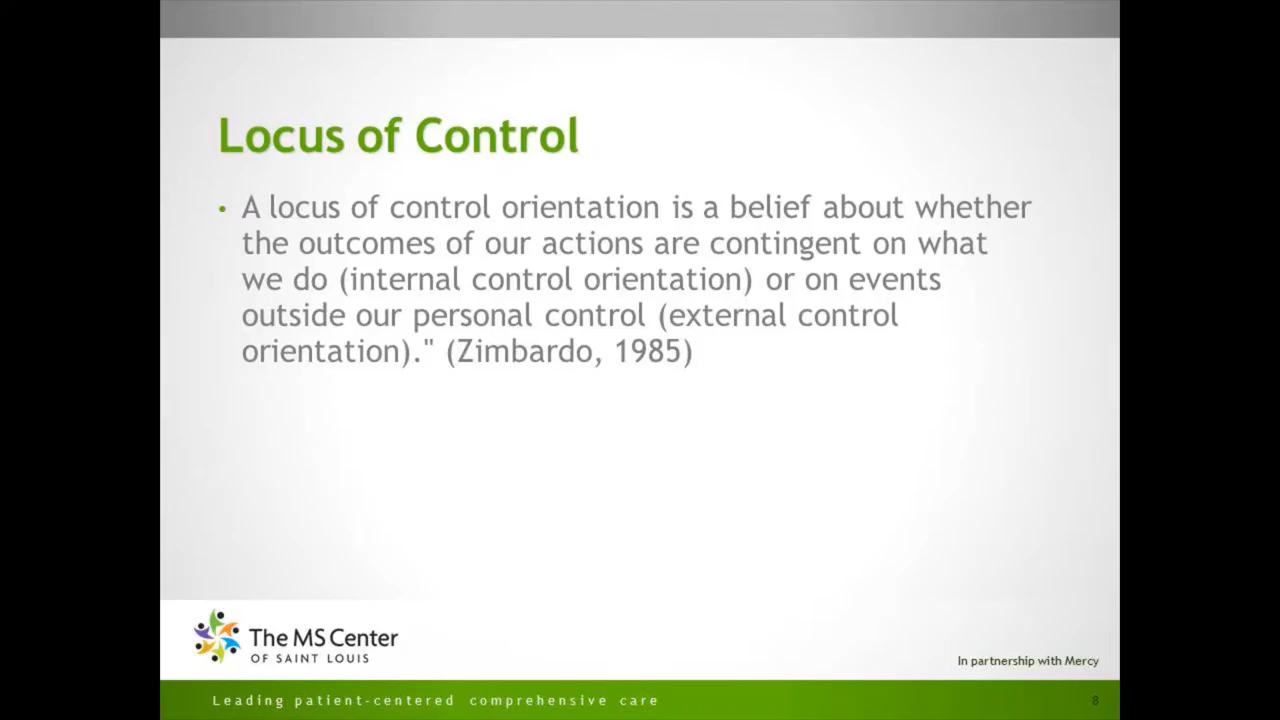 Locus of Control
• A locus of control orientation is a belief about whether
the outcomes of our actions are contingent on what
we do (internal control orientation) or on events
outside our personal control (external control
orientation)." (Zimbardo, 1985)
The MS Center
OF SAINT LOUIS
In partnership with Mercy
Leading patient-centered comprehensive care
8